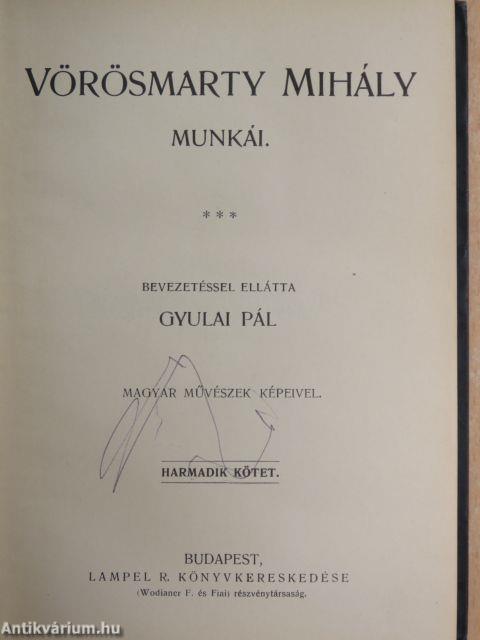 VÖRÖSMARTY MIHÁLY
MUNKÁI.
* * *
BEVEZETÉSSEL ELLÁTTA
GYULAI PÁL
MAGYAR MŰVÉSZEK KÉPEIVEL.
HARMADIK KÖTET.
BUDAPEST,
LAMPEL R. KÖNYVKERESKEDÉSE
(Wodianer F. és Fiai) részvénytársaság.
Antikvárium.hu